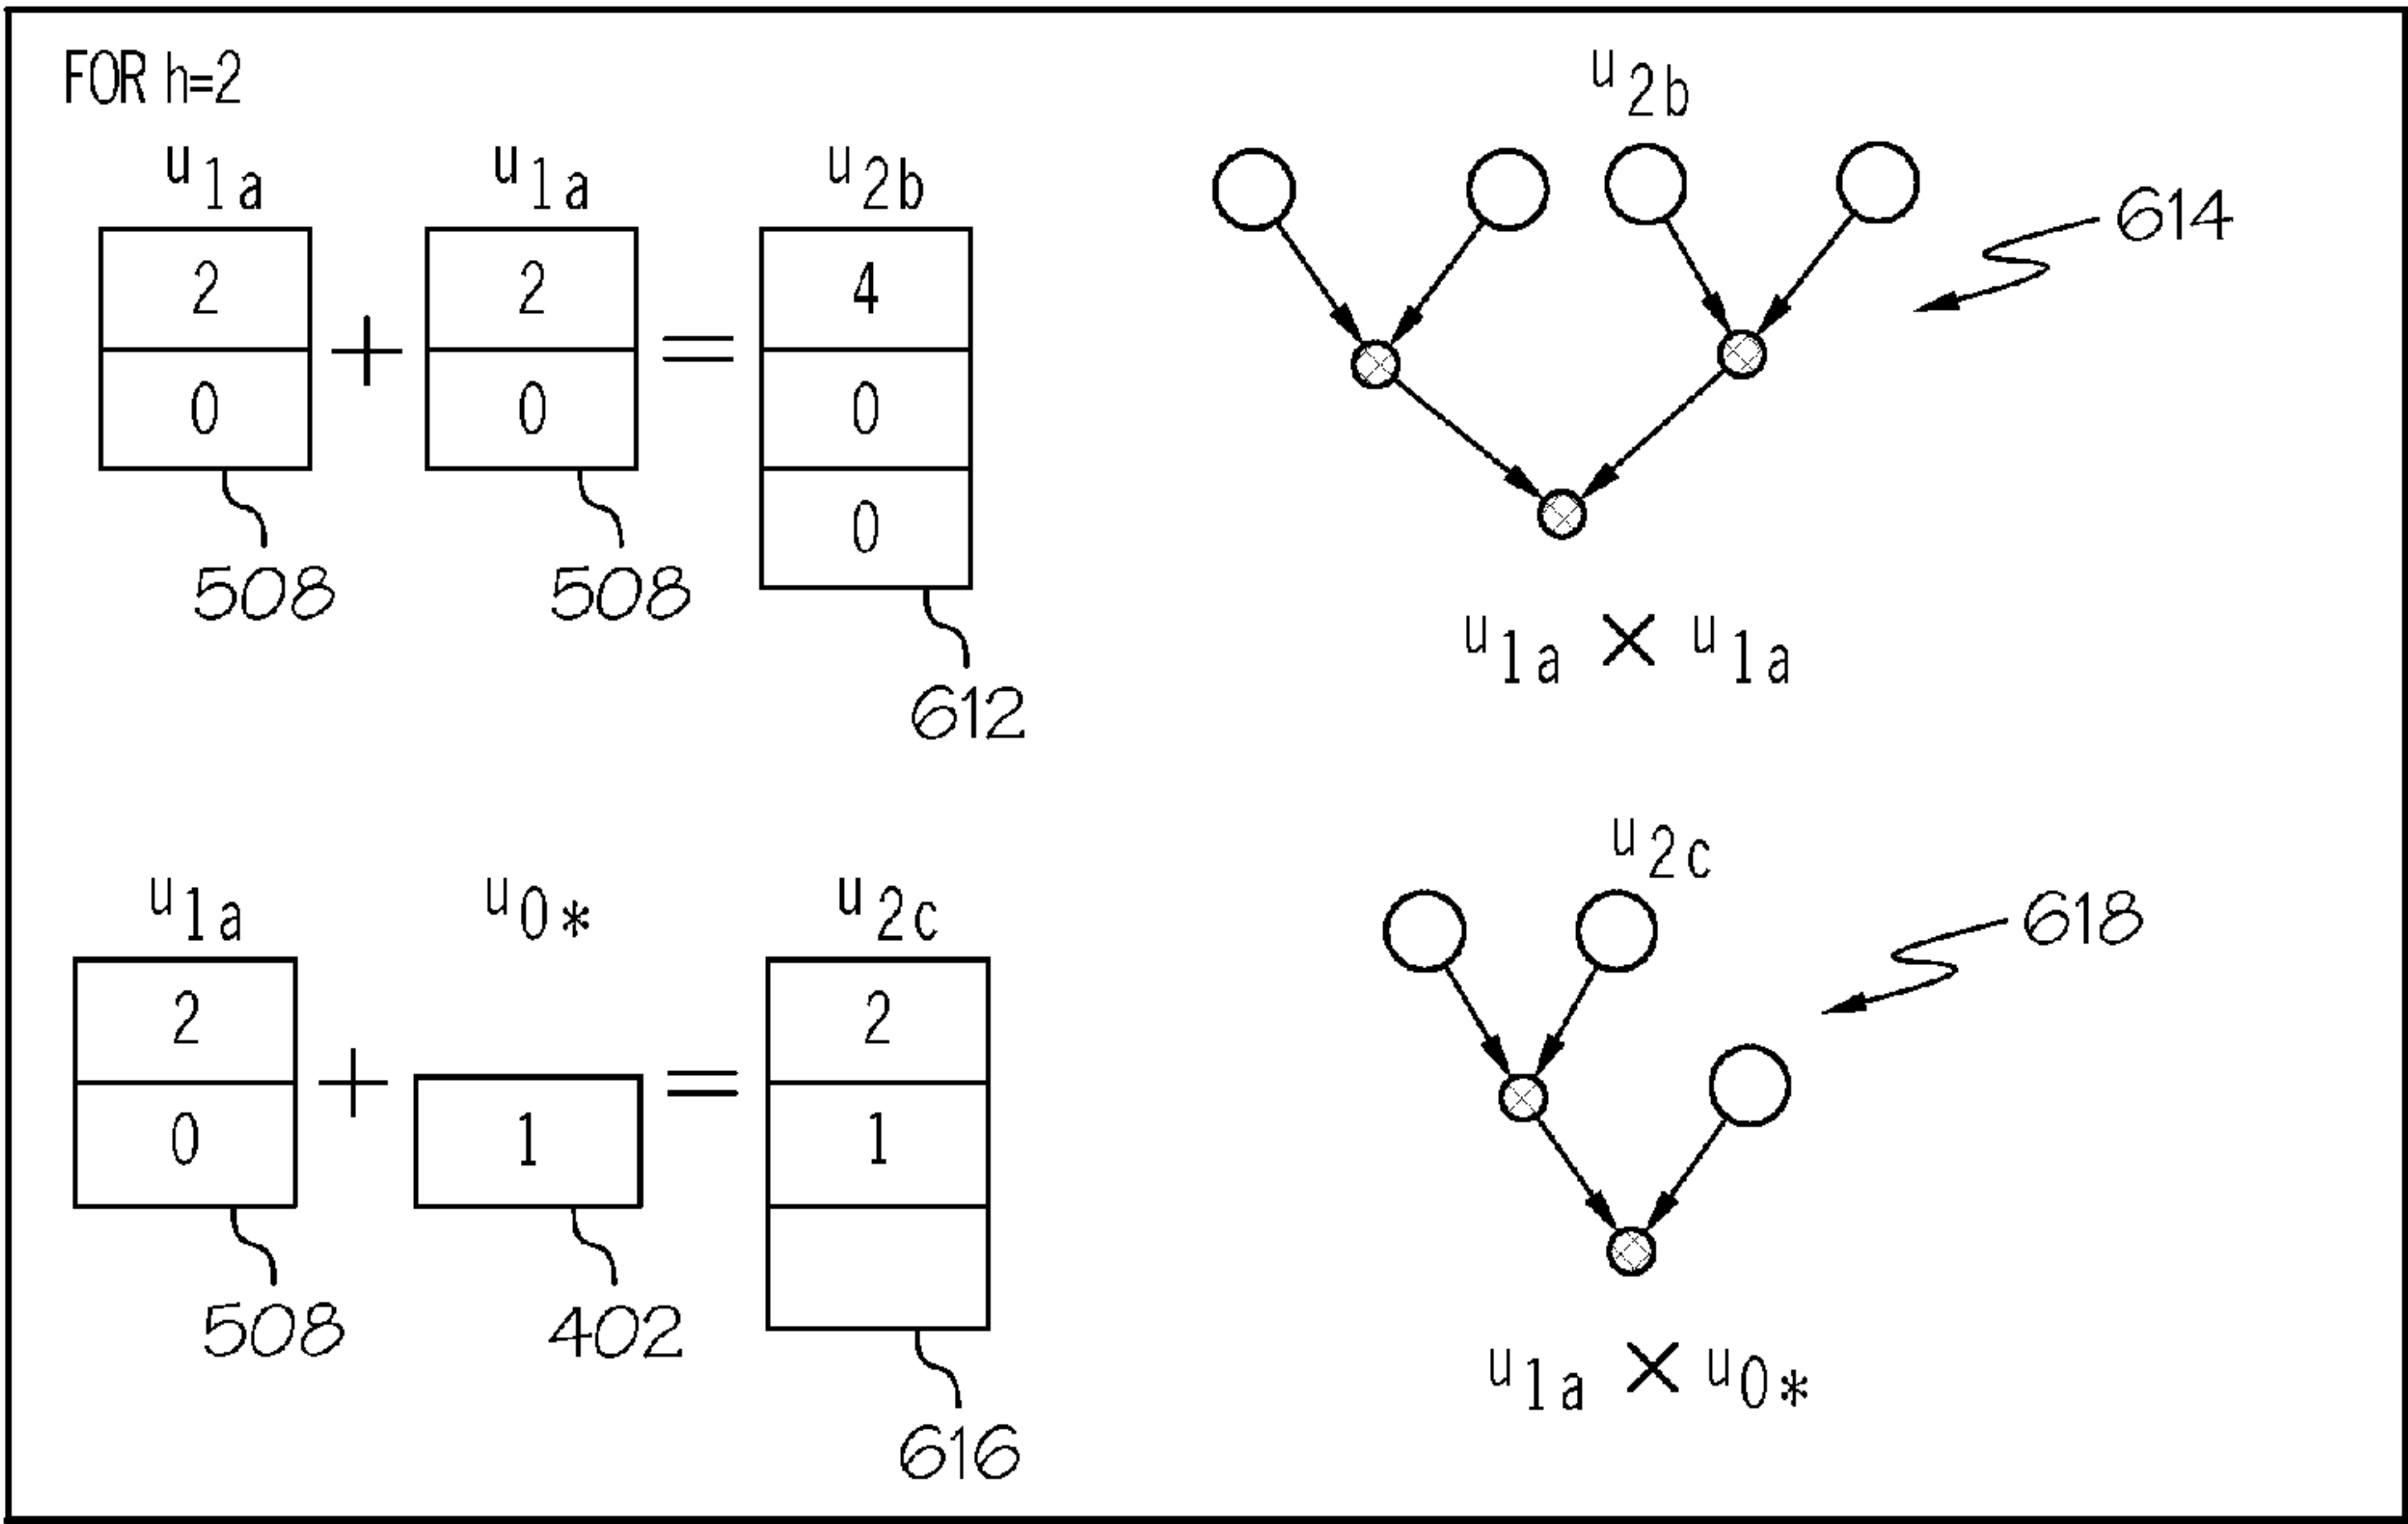 FOR h=2
u1a u1a u2b
2 + 2 = 4
0 0 0
0
508 508
612
u2b
614
u1a × u1a
u1a u0* u2c
2 + = 2
0 1 1
508 402
616
u2c
618
u1a × u0*